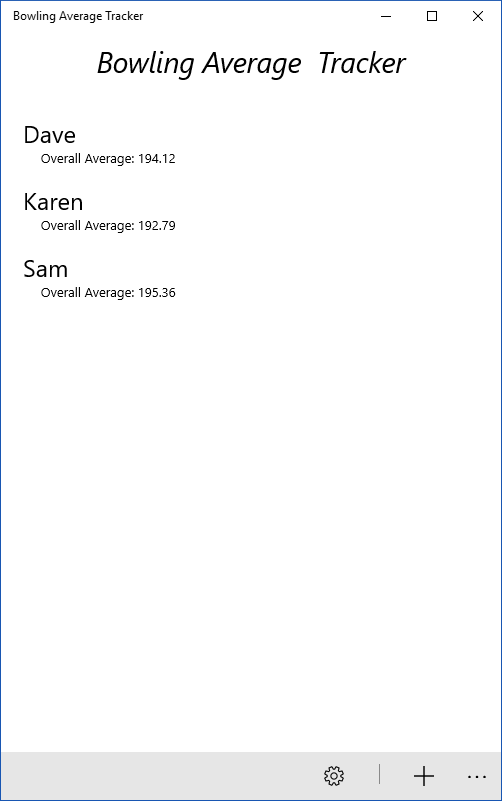 Bowling Average Tracker
Bowling Average  Tracker
Dave
Overall Average: 194.12
Karen
Overall Average: 192.79
Sam
Overall Average: 195.36